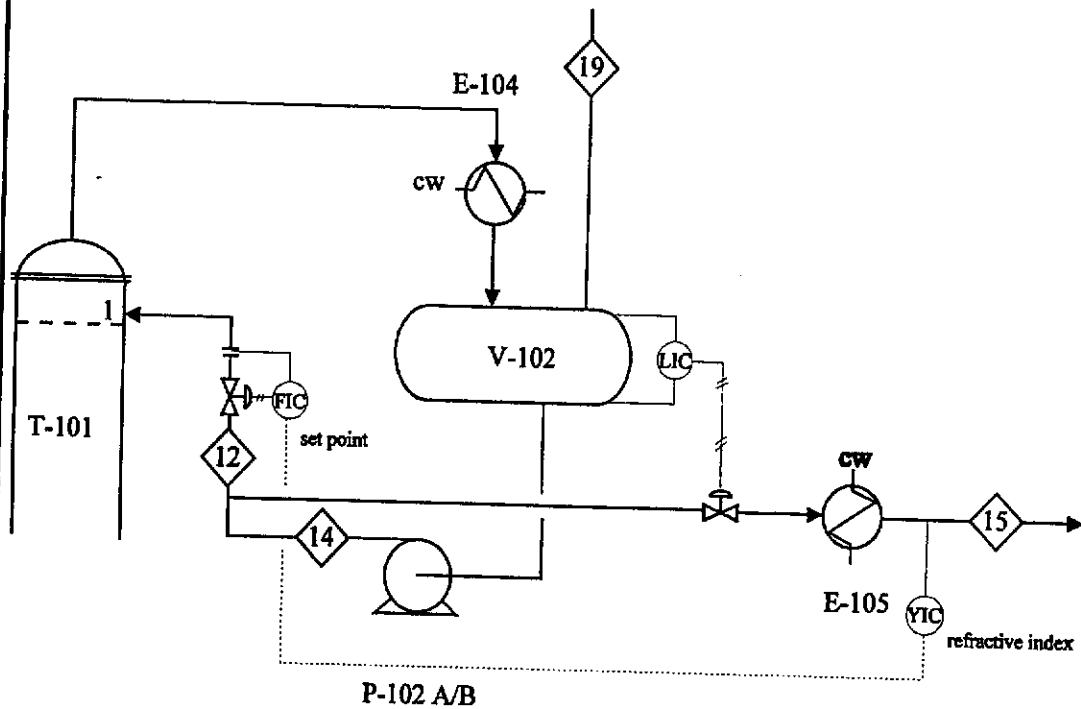 19
E-104
cw
1
V-102
LIC
FIC
T-101
set point
12
cw
14
15
E-105
YIC
refractive index
P-102 A/B